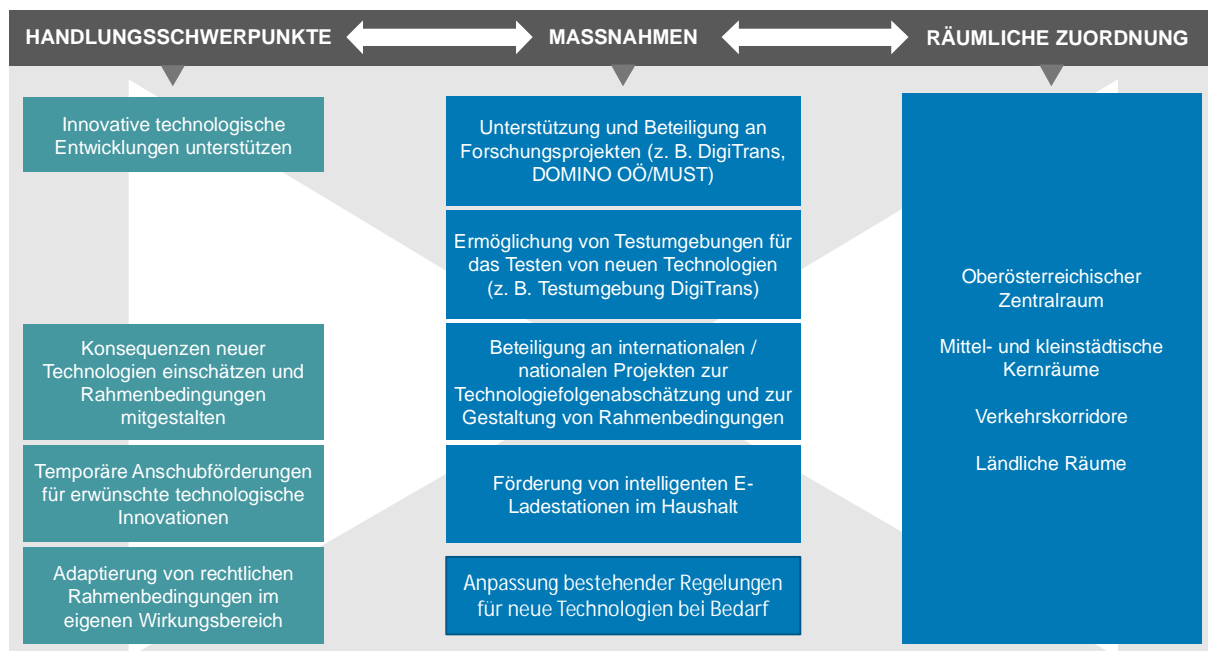 HANDLUNGSSCHWERPUNKTE
MASSNAHMEN
RÄUMLICHE ZUORDNUNG
Innovative technologische
Entwicklungen unterstützen
Konsequenzen neuer
Technologien einschätzen und
Rahmenbedingungen
mitgestalten
Temporäre Anschubförderungen
für erwünschte technologische
Innovationen
Adaptierung von rechtlichen
Rahmenbedingungen im
eigenen Wirkungsbereich
Unterstützung und Beteiligung an
Forschungsprojekten (z. B. DigiTrans,
DOMINO OÖ/MUST)
Ermöglichung von Testumgebungen für
das Testen von neuen Technologien
(z. B. Testumgebung DigiTrans)
Beteiligung an internationalen /
nationalen Projekten zur
Technologiefolgenabschätzung und zur
Gestaltung von Rahmenbedingungen
Förderung von intelligenten E-
Ladestationen im Haushalt
Anpassung bestehender Regelungen
für neue Technologien bei Bedarf
Oberösterreichischer
Zentralraum
Mittel- und kleinstädtische
Kernräume
Verkehrskorridore
Ländliche Räume